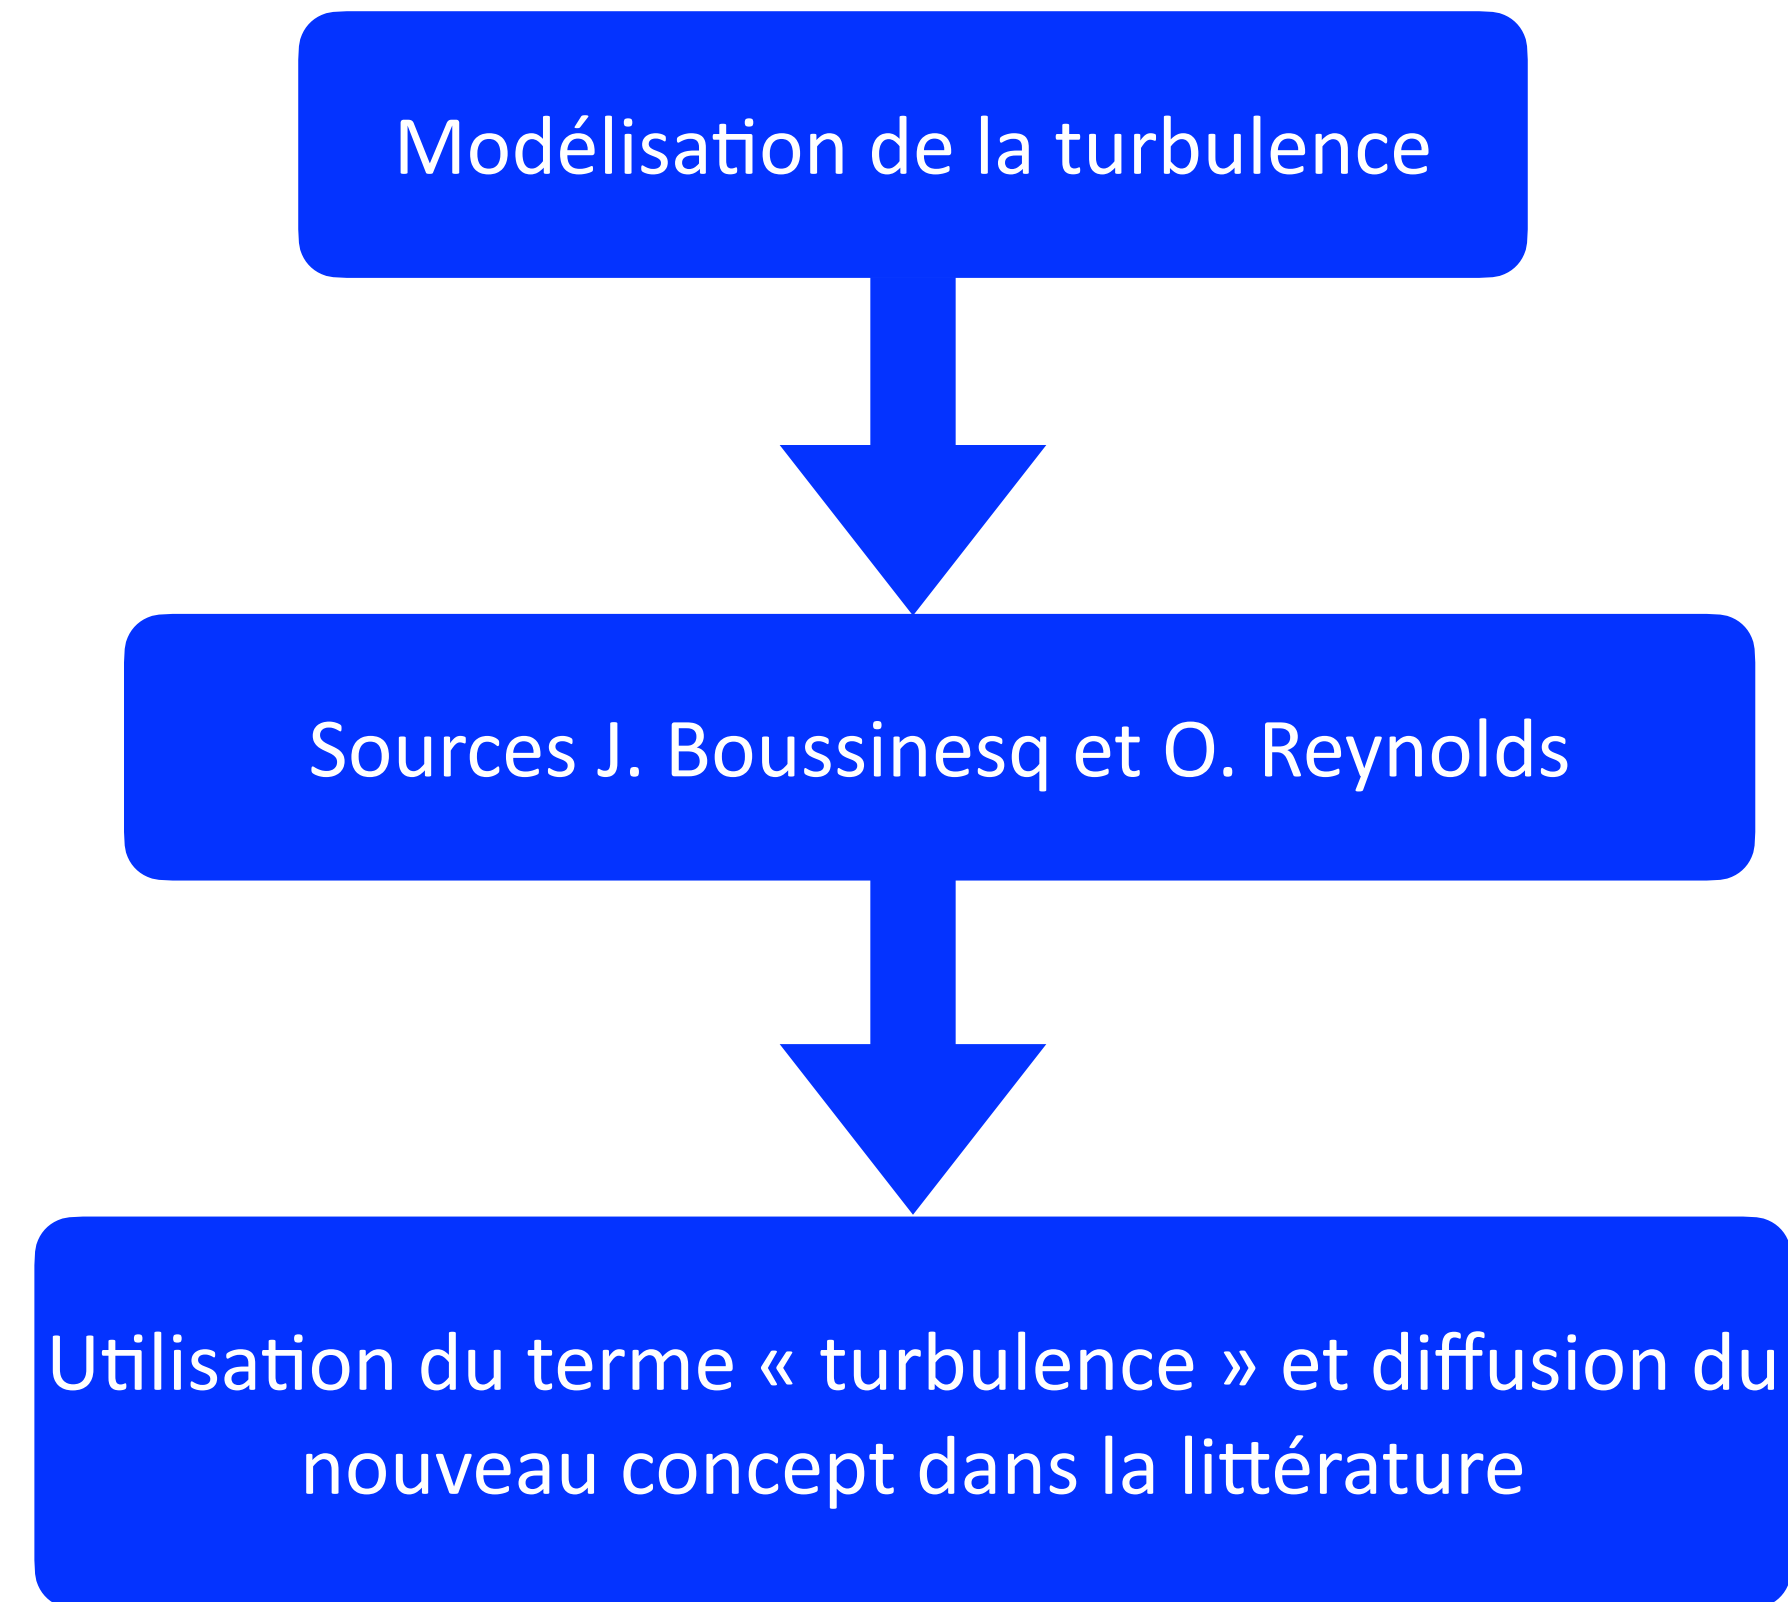 Modélisation de la turbulence
Sources J. Boussinesq et O. Reynolds
Utilisation du terme « turbulence » et diffusion du
nouveau concept dans la littérature